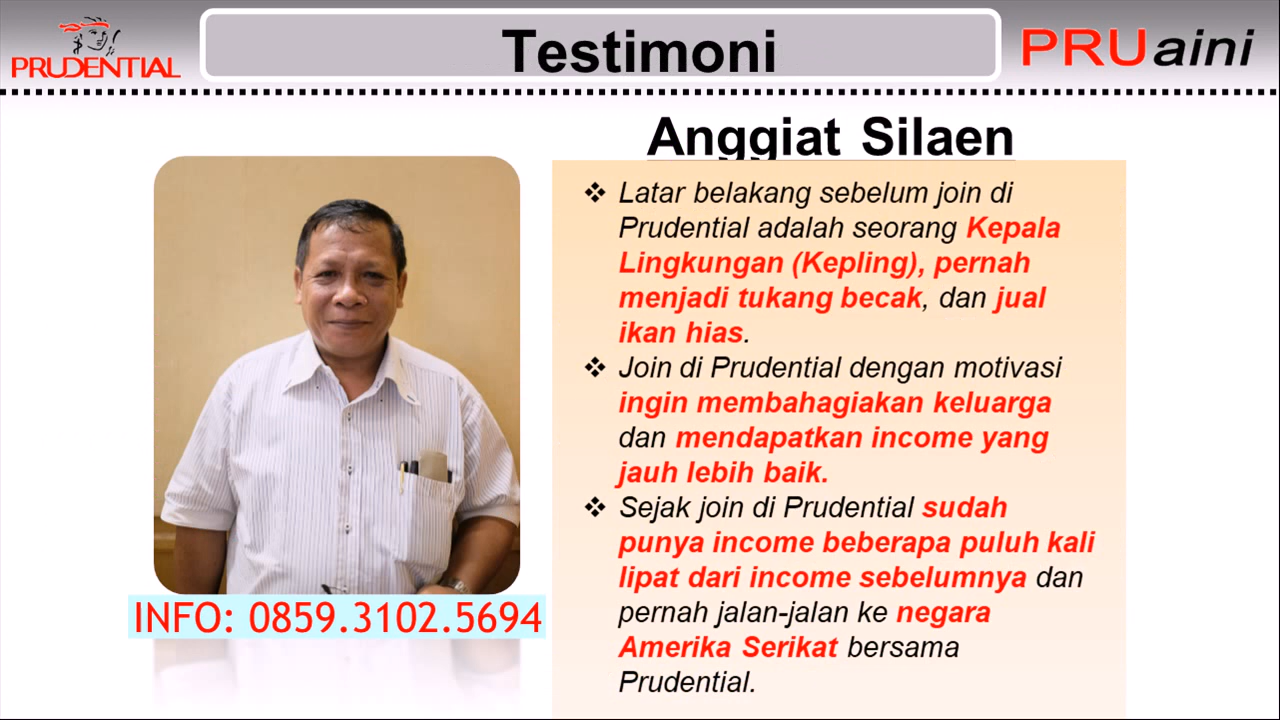 PRUDENTIAL
Testimoni
PRUaini
Anggiat Silaen
❖ Latar belakang sebelum join di
Prudential adalah seorang Kepala
Lingkungan (Kepling), pernah
menjadi tukang becak, dan jual
ikan hias.
❖ Join di Prudential dengan motivasi
ingin membahagiakan keluarga
dan mendapatkan income yang
jauh lebih baik.
❖ Sejak join di Prudential sudah
punya income beberapa puluh kali
lipat dari income sebelumnya dan
pernah jalan-jalan ke negara
Amerika Serikat bersama
Prudential.
INFO: 0859.3102.5694